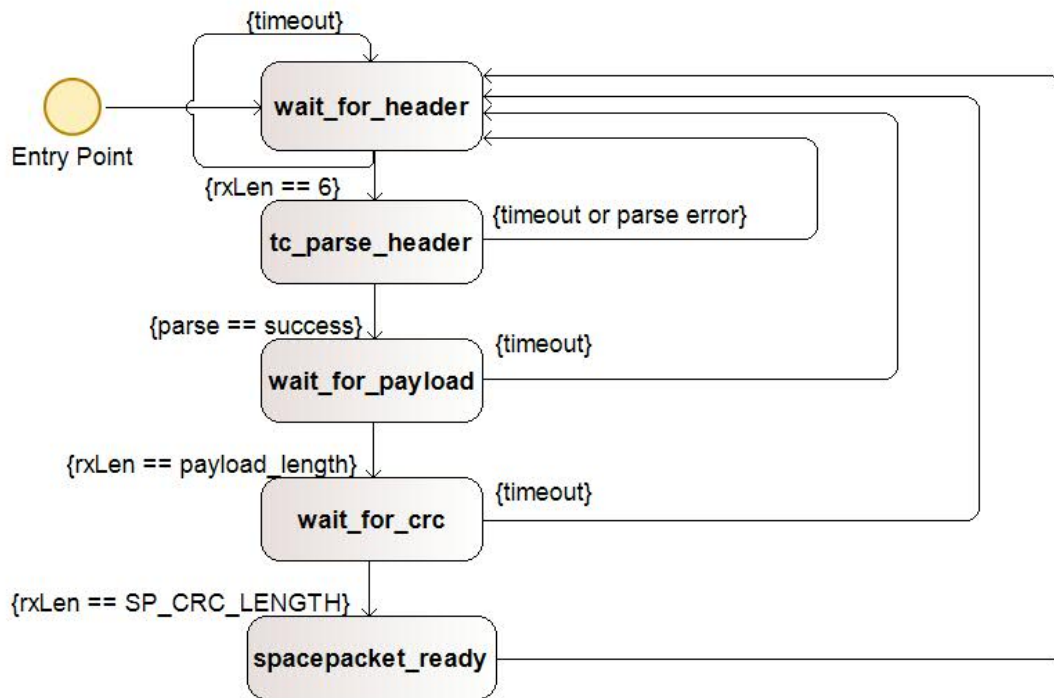 {timeout}
wait_for_header
Entry Point
{rxLen == 6}
{timeout or parse error}
tc_parse_header
{parse == success}
{timeout}
wait_for_payload
{rxLen == payload_length}
{timeout}
wait_for_crc
{rxLen == SP_CRC_LENGTH}
spacepacket_ready